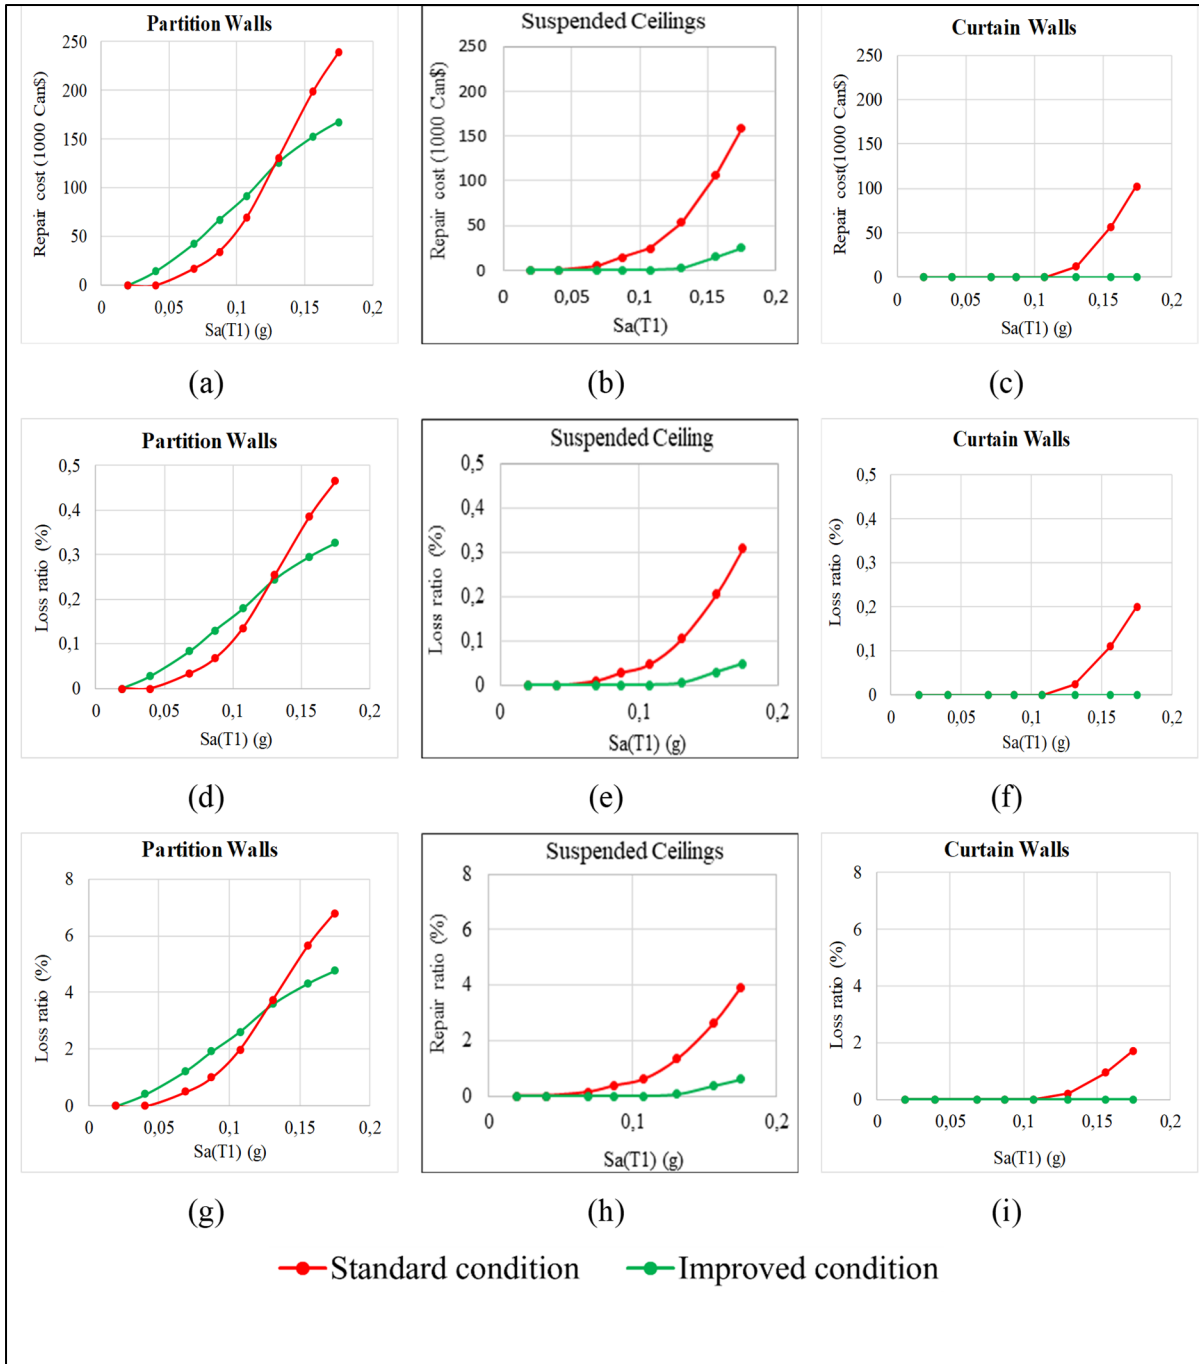 Partition Walls
250
200
150
100
50
0
0
0,05
0,1
0,15
0,2
Repair cost (1000 Can$)
Sa(T1) (g)
(a)
Suspended Ceilings
250
200
150
100
50
0
0
0,05
0,1
0,15
0,2
Repair cost (1000 Can$)
Sa(T1)
(b)
Curtain Walls
250
200
150
100
50
0
0
0,05
0,1
0,15
0,2
Repair cost(1000 Can$)
Sa(T1) (g)
(c)
Partition Walls
0,5
0,4
0,3
0,2
0,1
0
0
0,05
0,1
0,15
0,2
Loss ratio (%)
Sa(T1) (g)
(d)
Suspended Ceiling
0,5
0,4
0,3
0,2
0,1
0
0
0,1
0,2
Loss ratio (%)
Sa(T1) (g)
(e)
Curtain Walls
0,5
0,4
0,3
0,2
0,1
0
0
0,05
0,1
0,15
0,2
Loss ratio (%)
Sa(T1) (g)
(f)
Partition Walls
8
6
4
2
0
0
0,05
0,1
0,15
0,2
Loss ratio (%)
Sa(T1) (g)
(g)
Suspended Ceilings
8
6
4
2
0
0
0,1
0,2
Repair ratio (%)
Sa(T1) (g)
(h)
Curtain Walls
8
6
4
2
0
0
0,05
0,1
0,15
0,2
Loss ratio (%)
Sa(T1) (g)
(i)
Standard condition
Improved condition